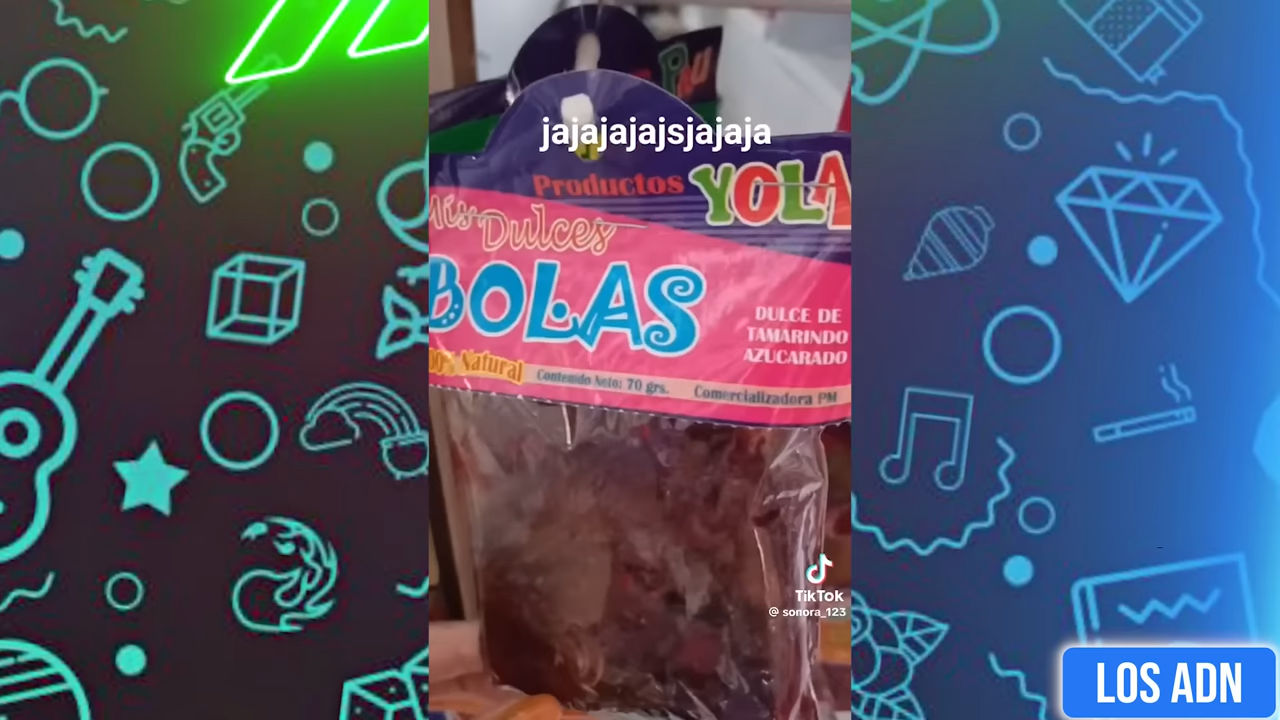 jajajajajsjajaja
Productos YOLA
Mis Dulces
BOLAS
DULCE DE
TAMARINDO
AZUCARADO
Natural
Contenido Neto: 70 grs.
Comercializadora PM
TikTok
@ sonora_123
LOS ADN